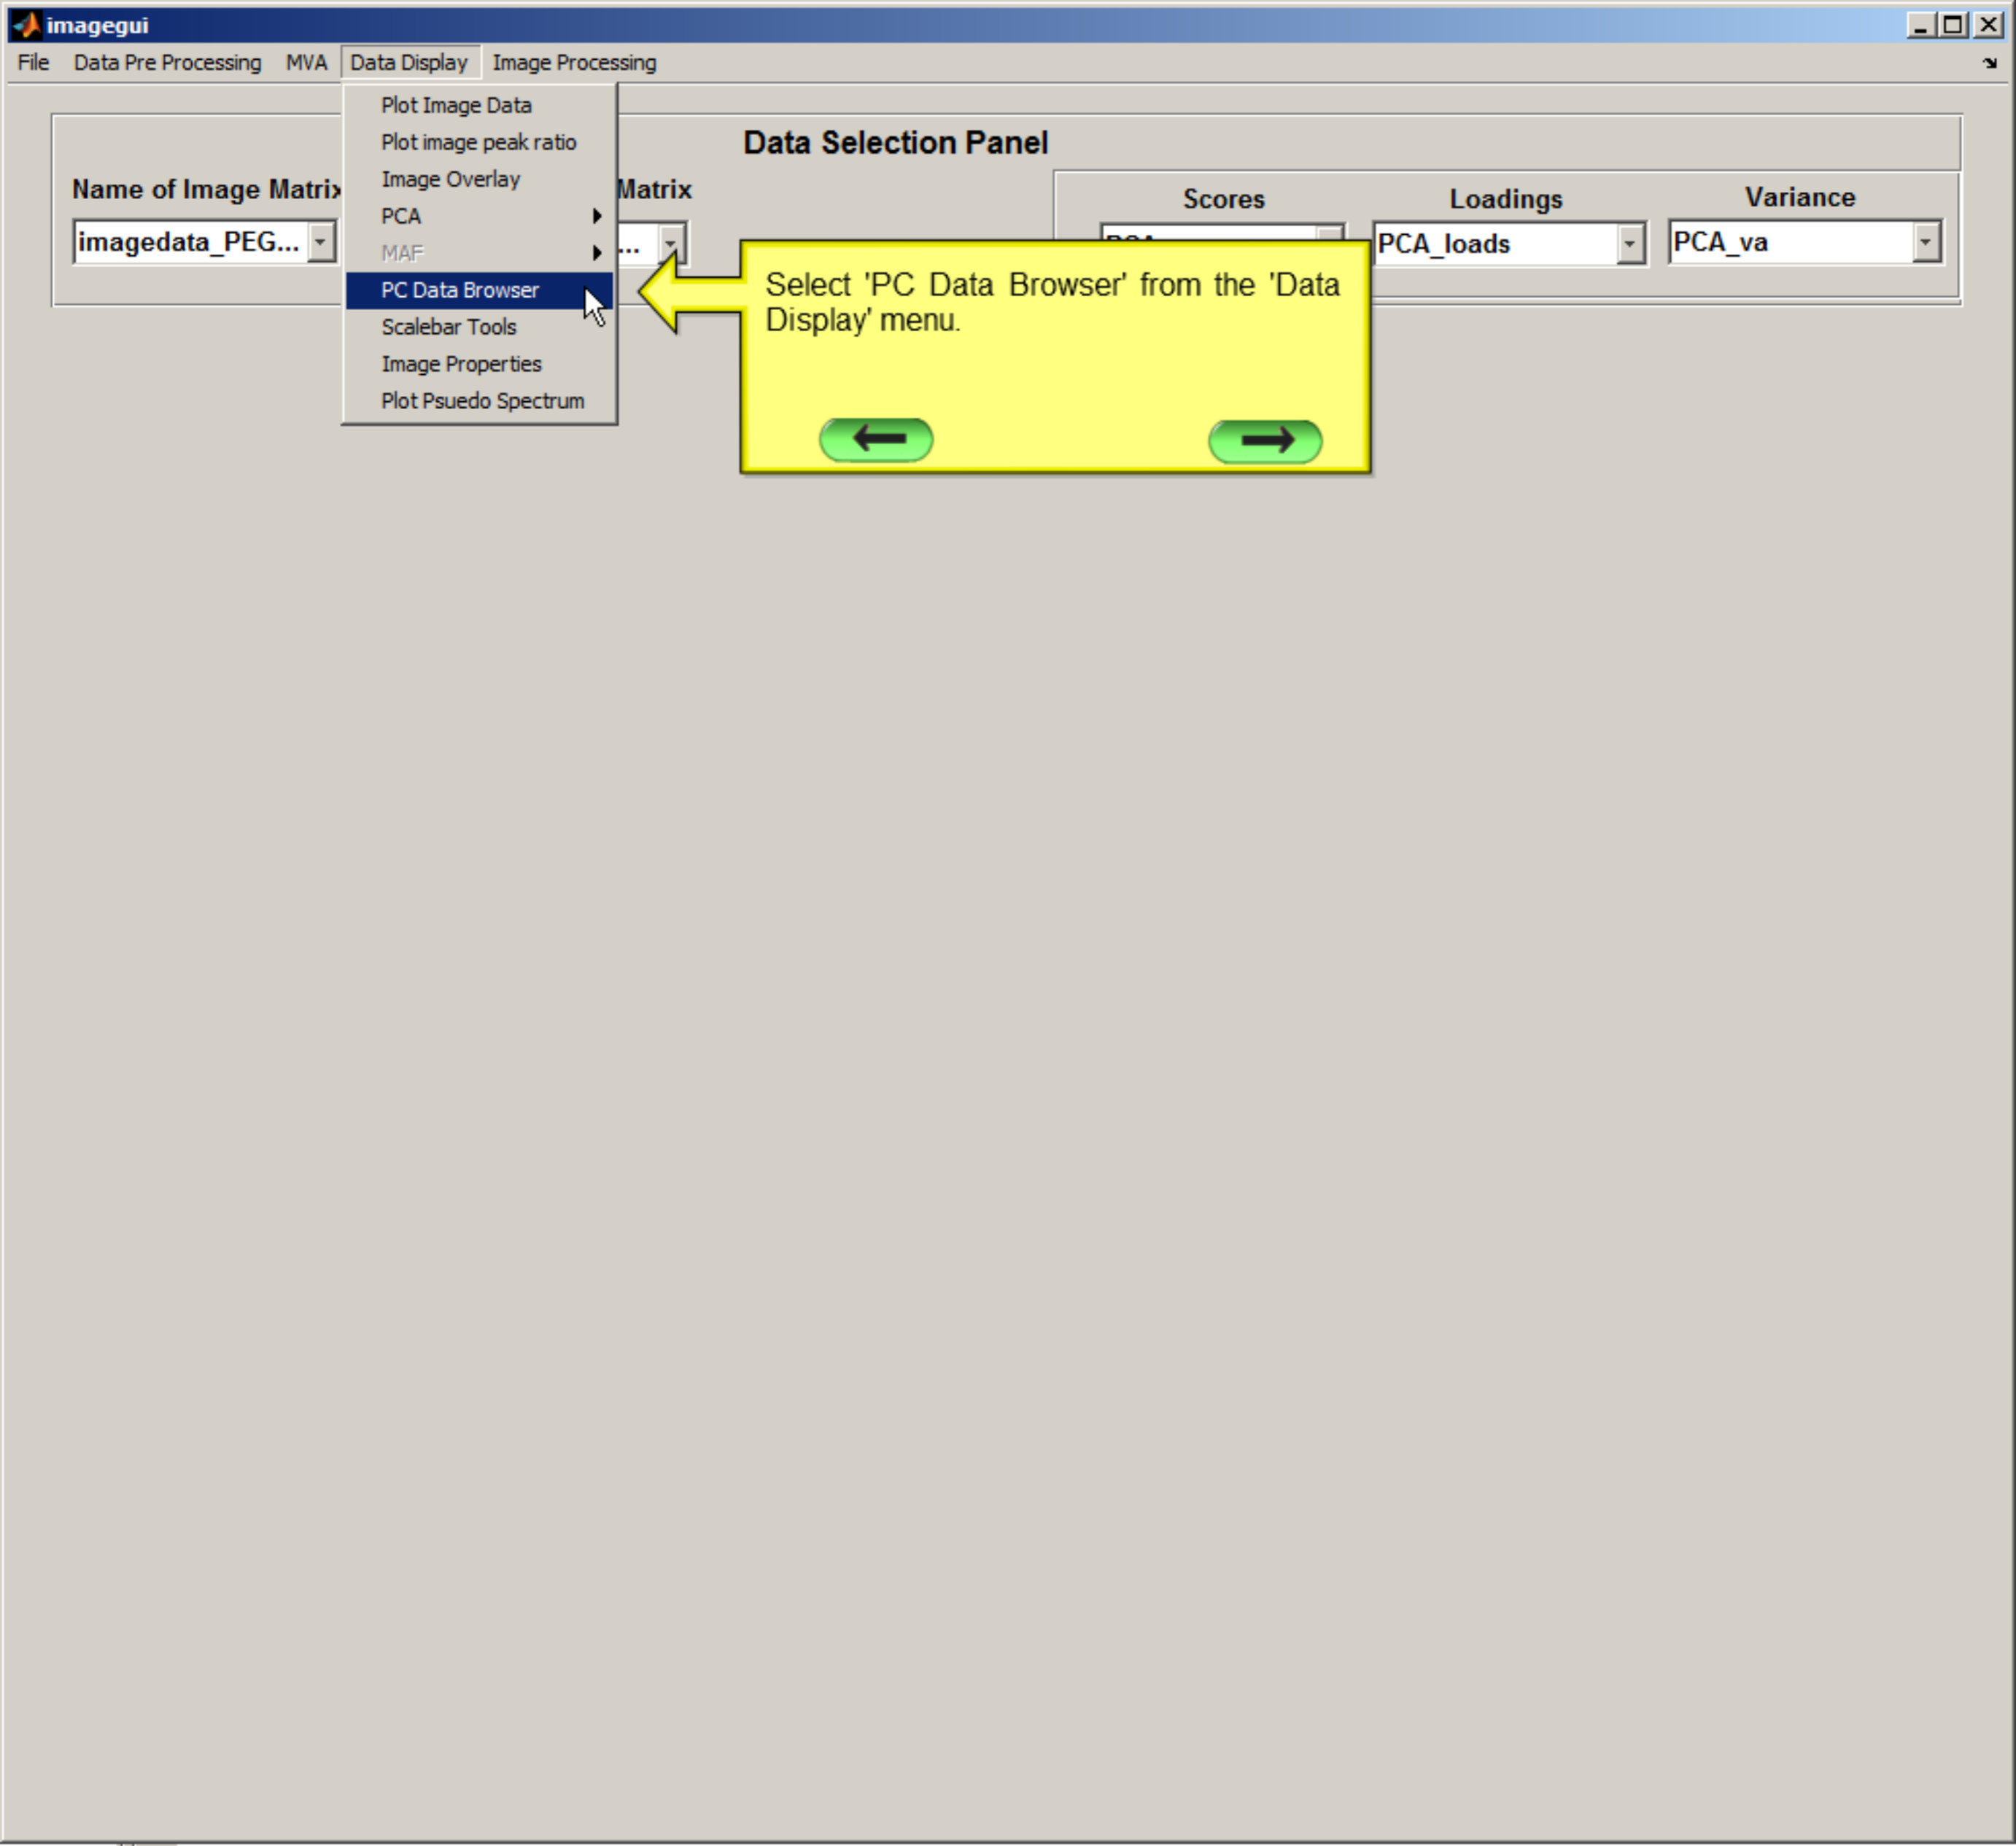 imagegui
File Data Pre Processing MVA Data Display Image Processing
Plot Image Data
Plot image peak ratio
Image Overlay
PCA
MAF
PC Data Browser
Scalebar Tools
Image Properties
Plot Psuedo Spectrum
Data Selection Panel
Name of Image Matrix
Matrix
imagedata_PEG...
...
Scores Loadings Variance
PCA_loads PCA_va
Select 'PC Data Browser' from the 'Data
Display' menu.